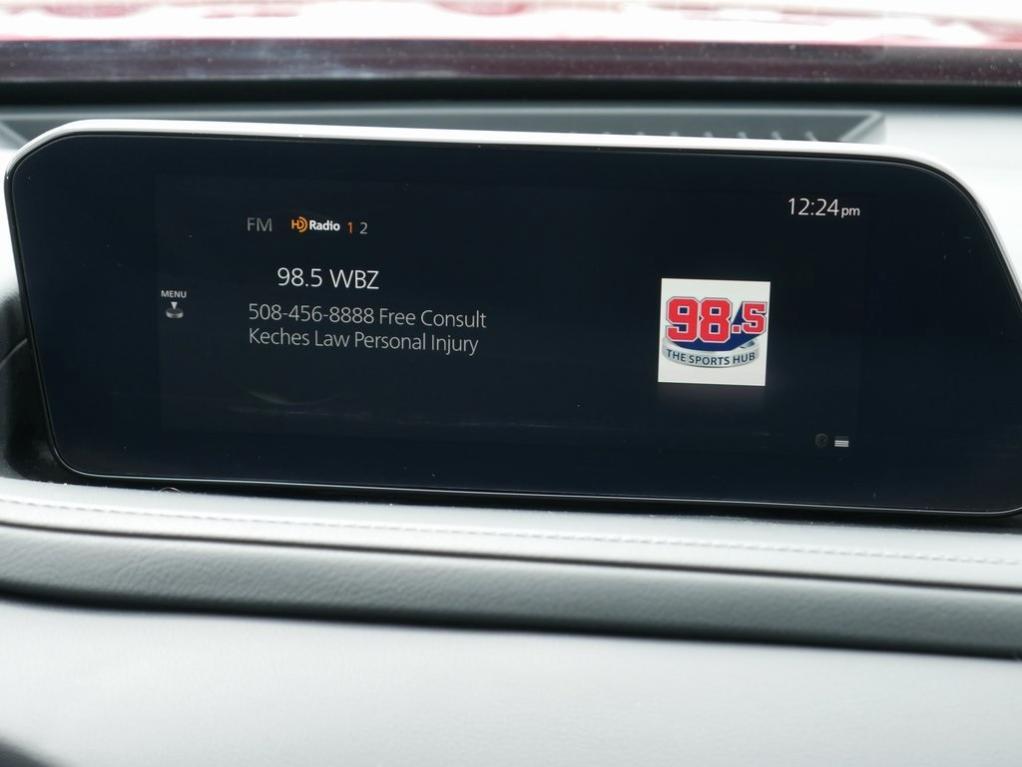 12:24pm
FM HD Radio 1 2
98.5 WBZ
MENU
508-456-8888 Free Consult
Keches Law Personal Injury
98.5
THE SPORTS HUB